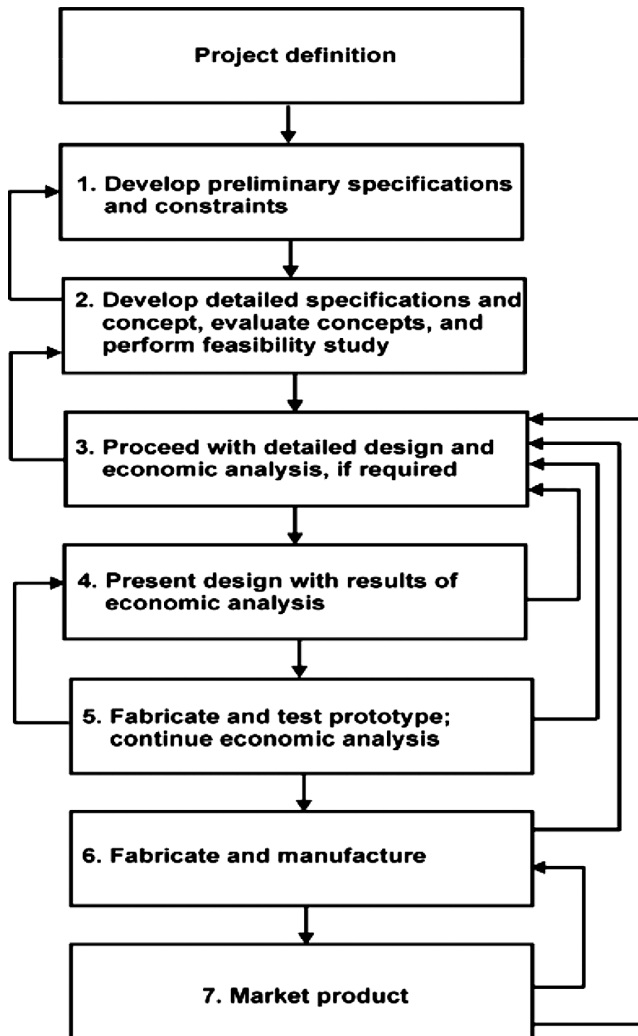 Project definition
1. Develop preliminary specifications
and constraints
2. Develop detailed specifications and
concept, evaluate concepts, and
perform feasibility study
3. Proceed with detailed design and
economic analysis, if required
4. Present design with results of
economic analysis
5. Fabricate and test prototype;
continue economic analysis
6. Fabricate and manufacture
7. Market product